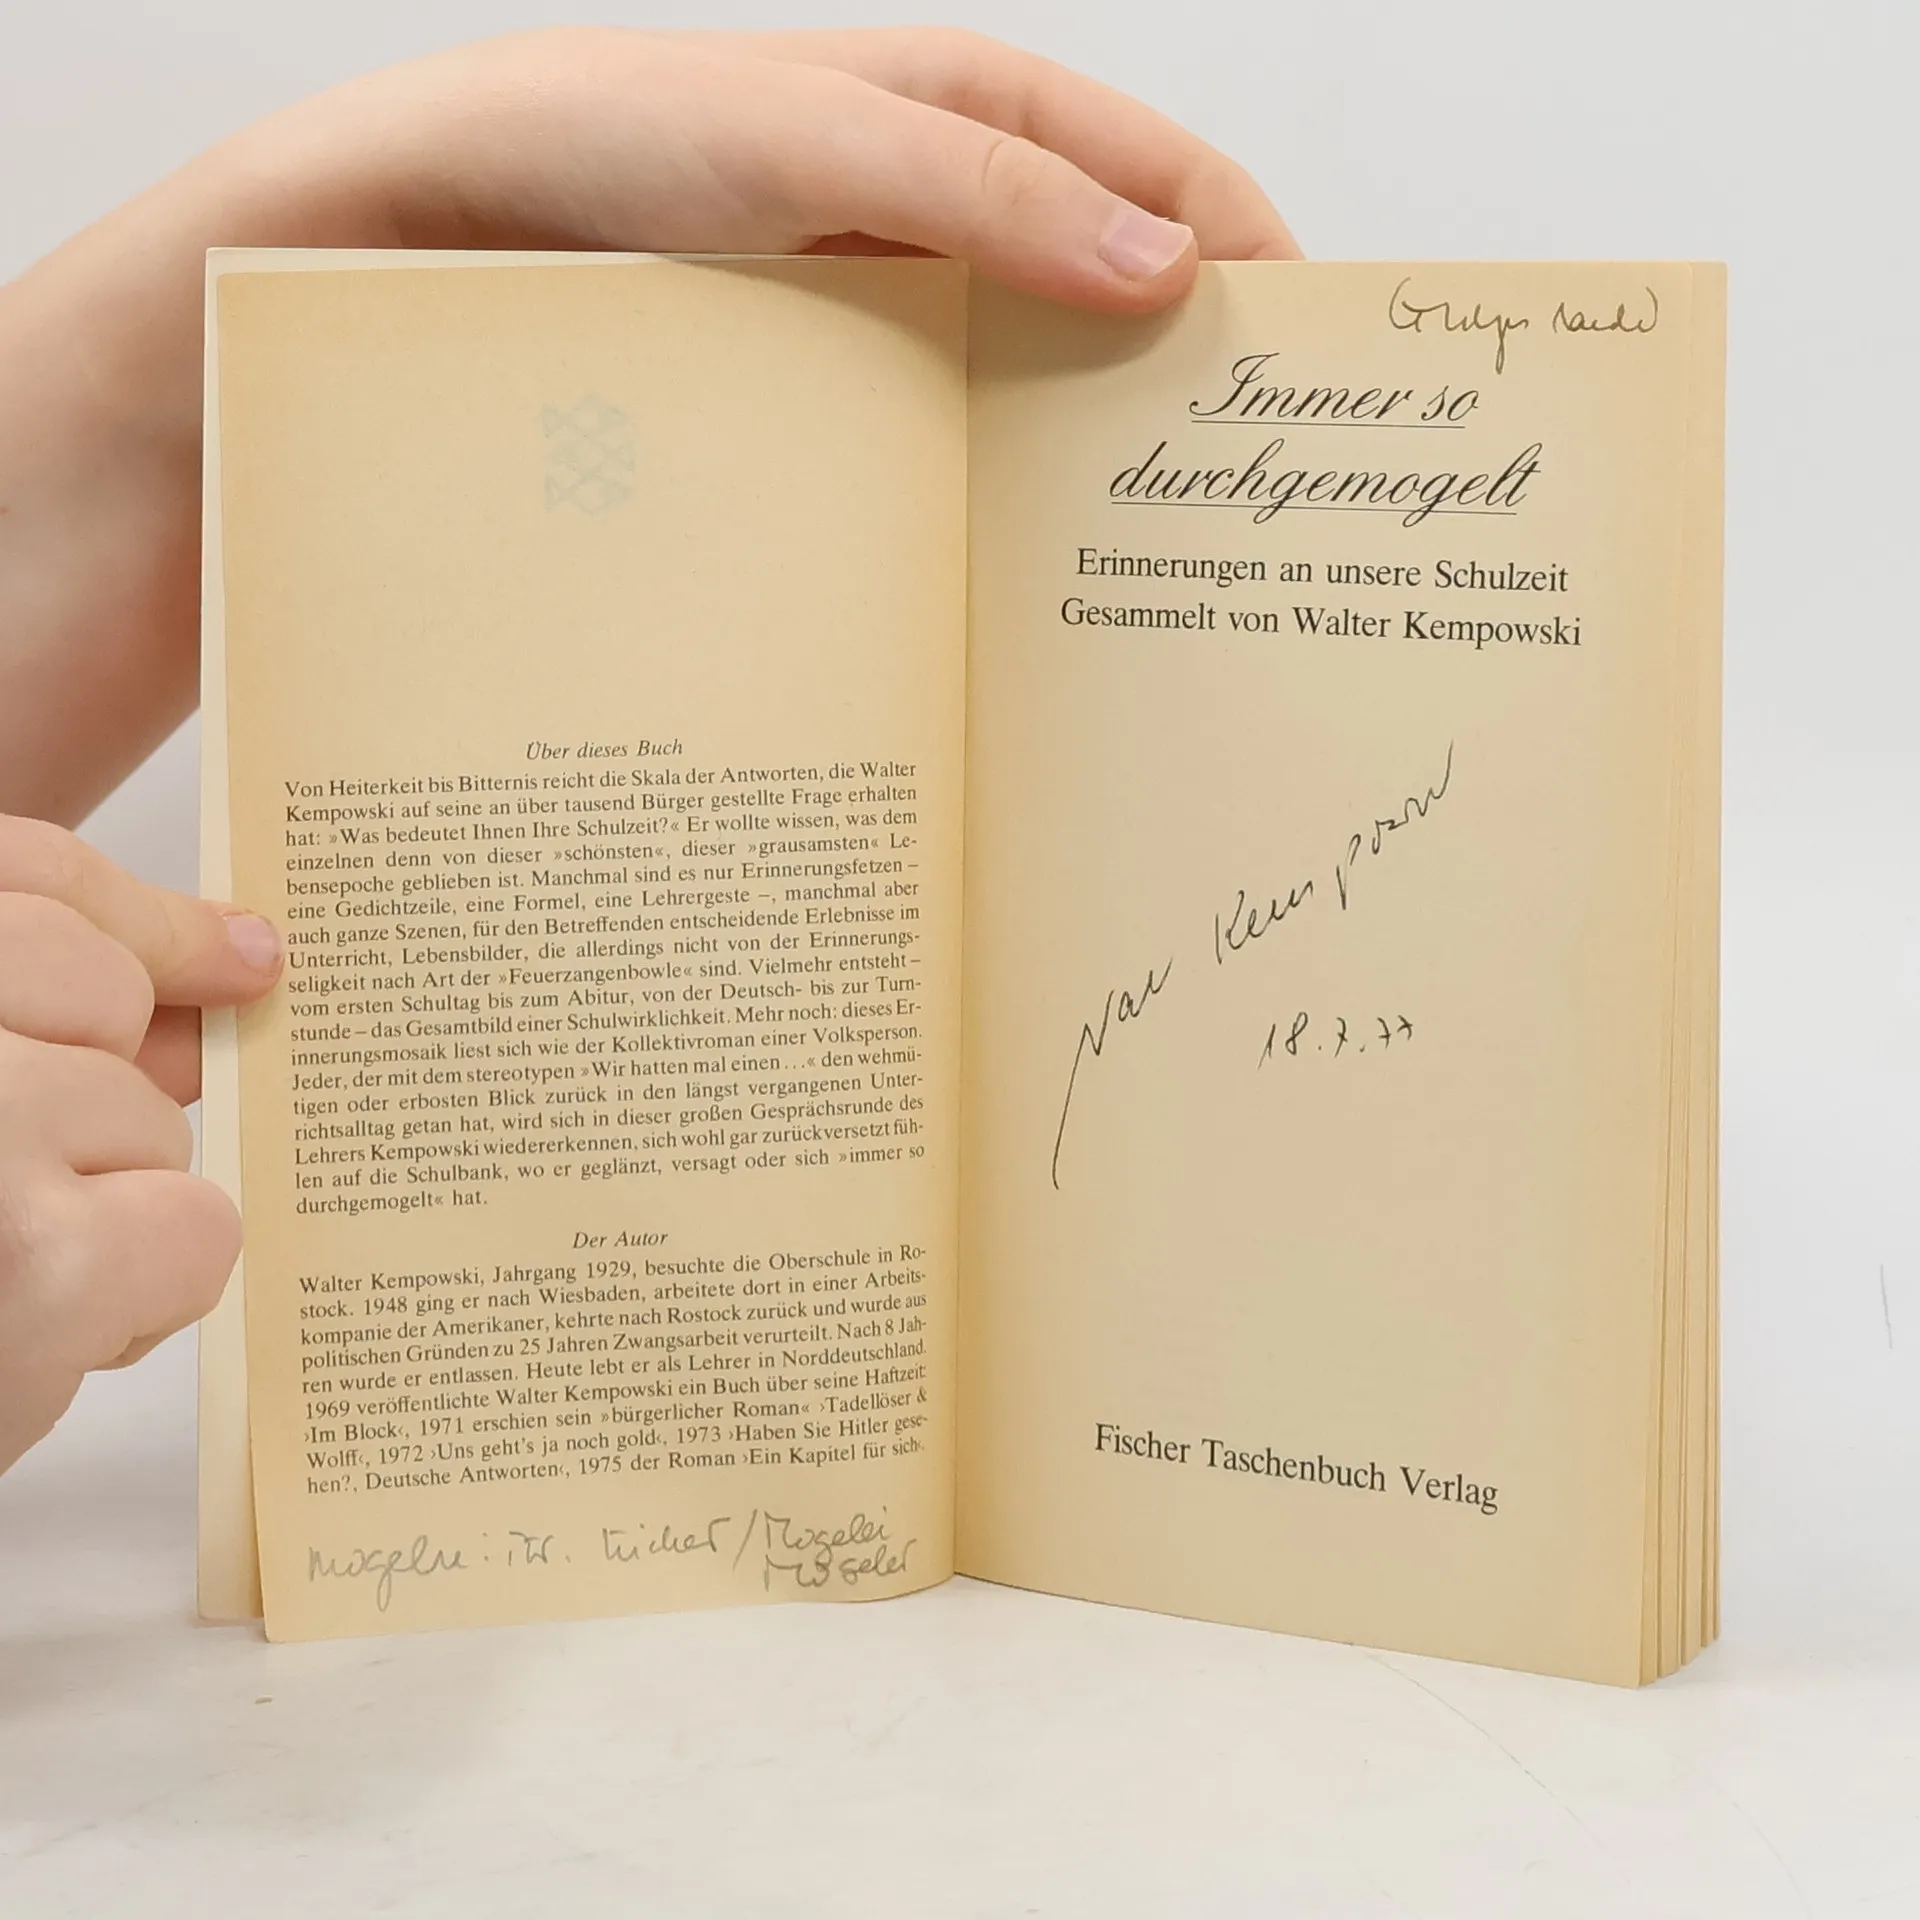 Über dieses Buch
Von Heiterkeit bis Bitternis reicht die Skala der Antworten, die Walter
Kempowski auf seine an über tausend Bürger gestellte Frage erhalten
hat: »Was bedeutet Ihnen Ihre Schulzeit?« Er wollte wissen, was dem
einzelnen denn von dieser »schönsten«, dieser »grausamsten« Le-
bensepoche geblieben ist. Manchmal sind es nur Erinnerungsfetzen –
eine Gedichtzeile, eine Formel, eine Lehrergeste –, manchmal aber
auch ganze Szenen, für den Betreffenden entscheidende Erlebnisse im
Unterricht, Lebensbilder, die allerdings nicht von der Erinnerungs-
seligkeit nach Art der »Feuerzangenbowle« sind. Vielmehr entsteht –
vom ersten Schultag bis zum Abitur, von der Deutsch- bis zur Turn-
stunde – das Gesamtbild einer Schulwirklichkeit. Mehr noch: dieses Er-
innerungsmosaik liest sich wie der Kollektivroman einer Volksperson.
Jeder, der mit dem stereotypen »Wir hatten mal einen...« den wehmü-
tigen oder erbosten Blick zurück in den längst vergangenen Unter-
richtsalltag getan hat, wird sich in dieser großen Gesprächsrunde des
Lehrers Kempowski wiedererkennen, sich wohl gar zurückversetzt füh-
len auf die Schulbank, wo er geglänzt, versagt oder sich »immer so
durchgemogelt« hat.
Der Autor
Walter Kempowski, Jahrgang 1929, besuchte die Oberschule in Ro-
stock. 1948 ging er nach Wiesbaden, arbeitete dort in einer Arbeits-
kompanie der Amerikaner, kehrte nach Rostock zurück und wurde aus
politischen Gründen zu 25 Jahren Zwangsarbeit verurteilt. Nach 8 Jah-
ren wurde er entlassen. Heute lebt er als Lehrer in Norddeutschland.
1969 veröffentlichte Walter Kempowski ein Buch über seine Haftzeit:
›Im Block‹, 1971 erschien sein »bürgerlicher Roman« ›Tadellöser &
Wolff‹, 1972 ›Uns geht's ja noch gold‹, 1973 ›Haben Sie Hitler gese-
hen?, Deutsche Antworten‹, 1975 der Roman ›Ein Kapitel für sich‹.
mogeln: / Mogelei
Immer so
durchgemogelt
Erinnerungen an unsere Schulzeit
Gesammelt von Walter Kempowski
Kempowski
18.7.77
Fischer Taschenbuch Verlag